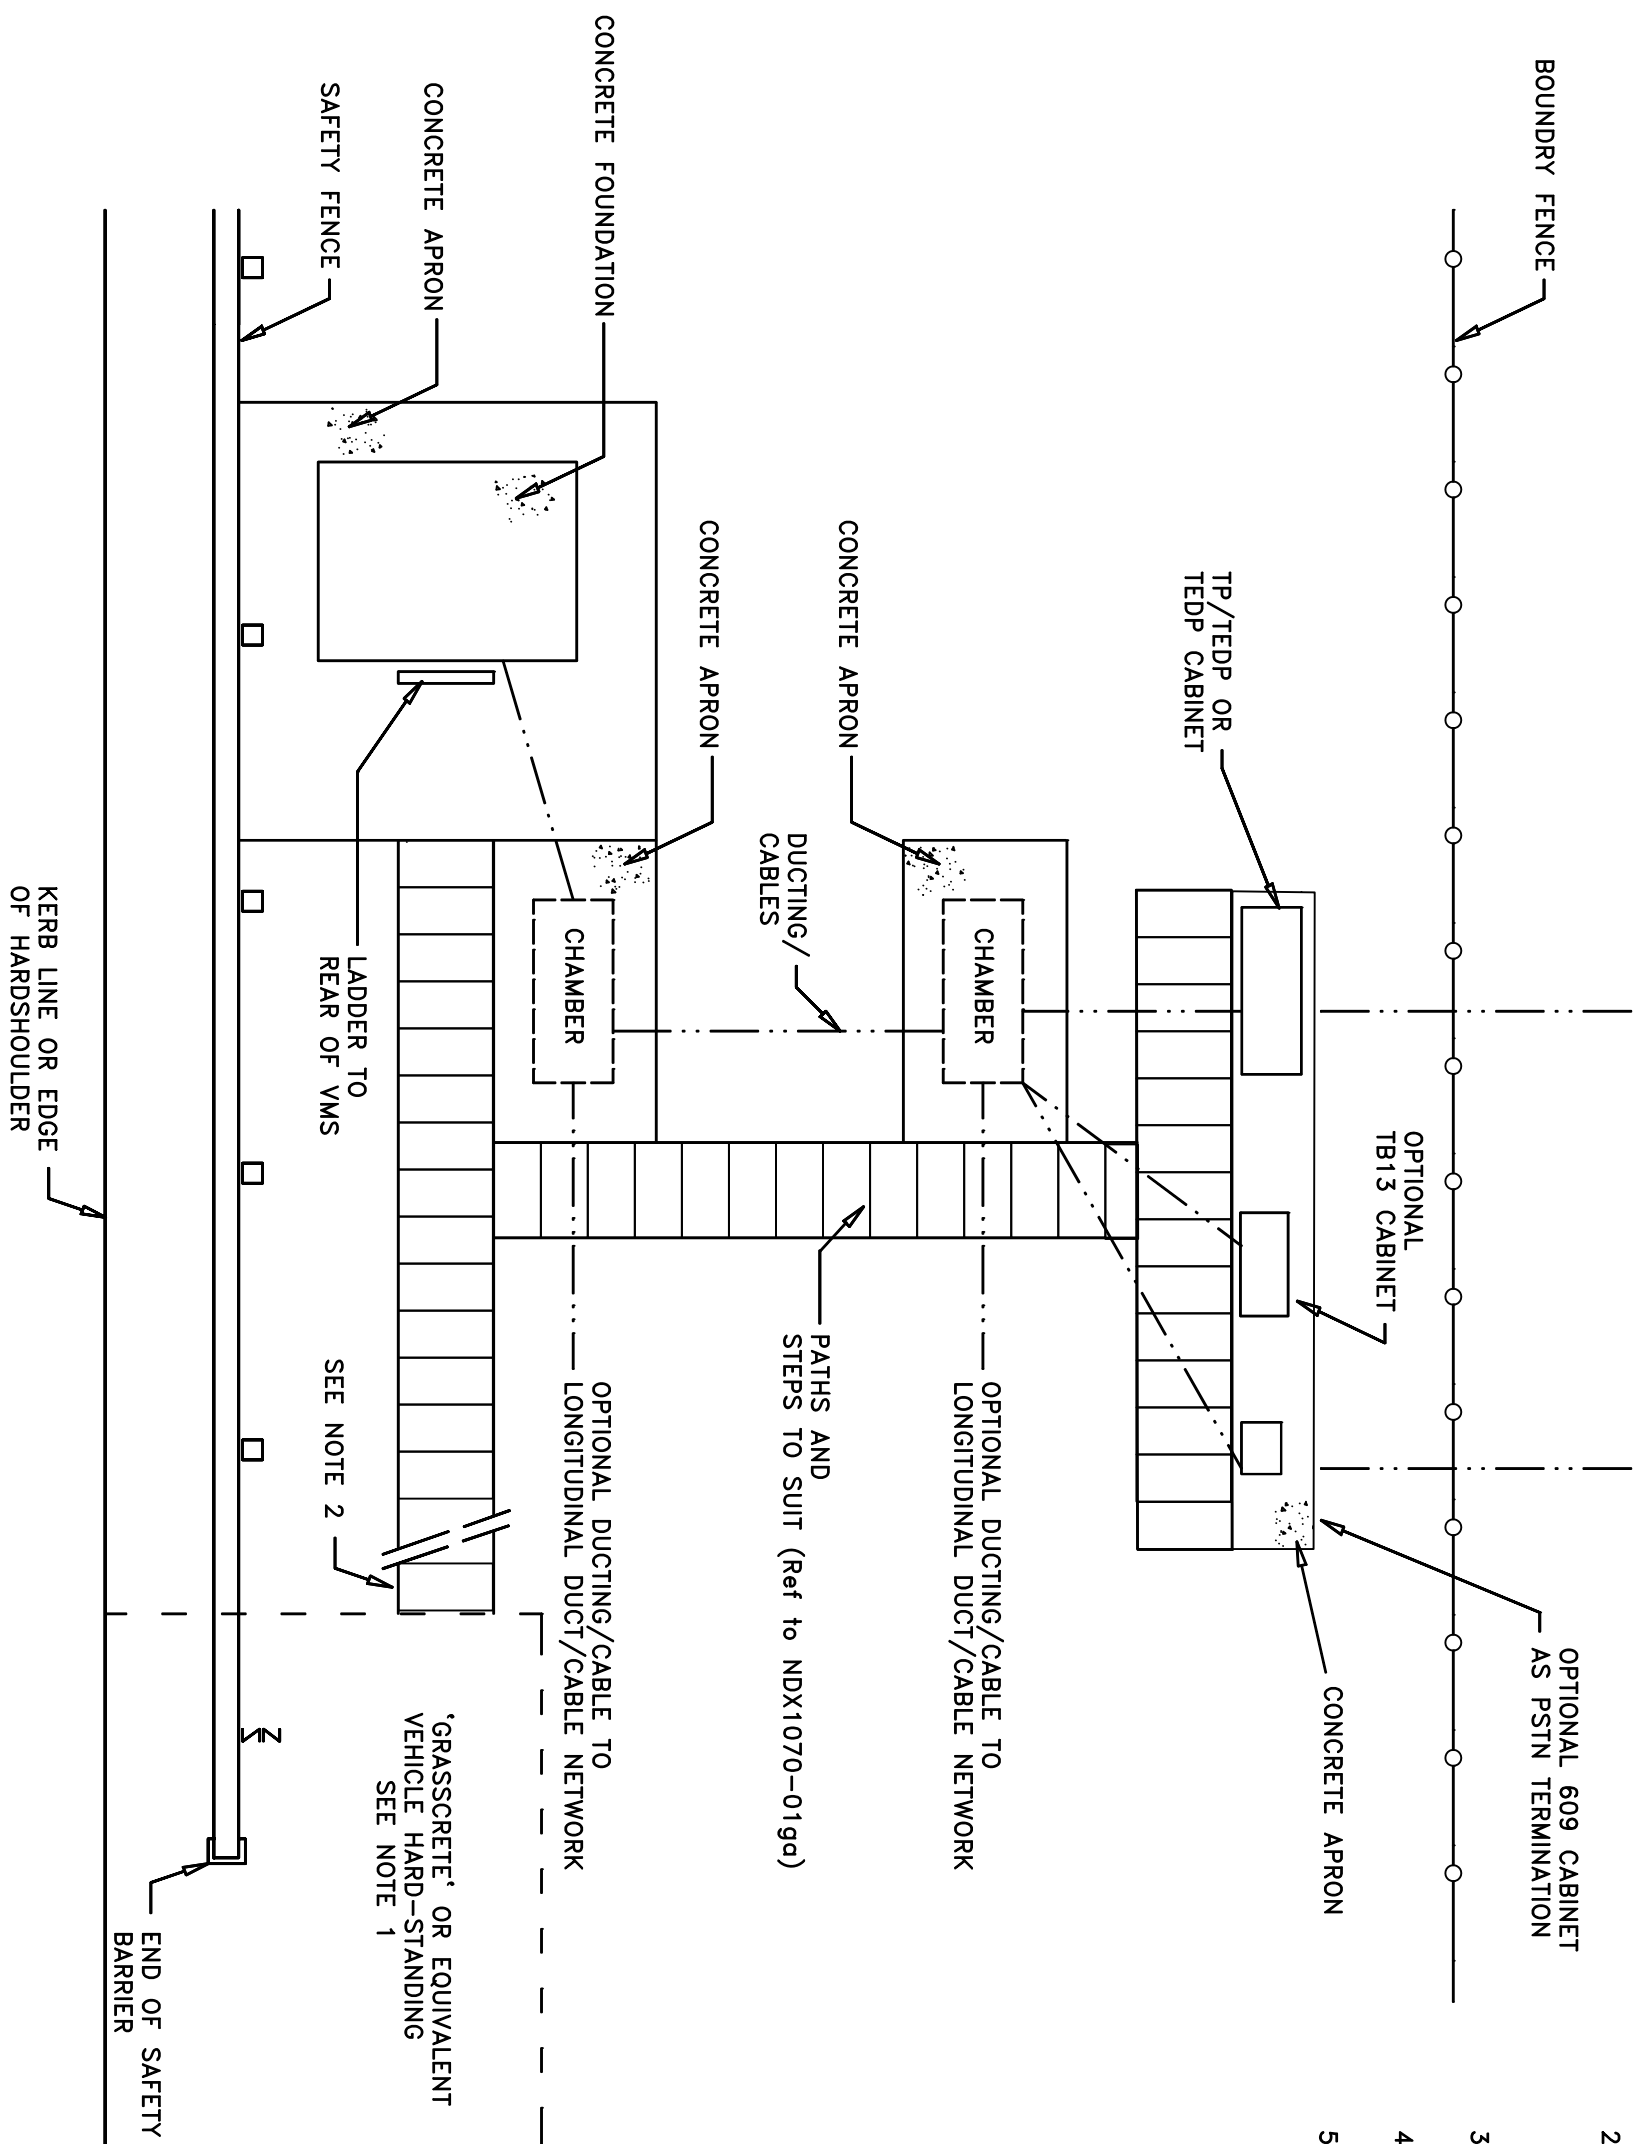 2
3
4
5
BOUNDRY FENCE
OPTIONAL 609 CABINET
AS PSTN TERMINATION
OPTIONAL
TB13 CABINET
CONCRETE APRON
TP/TEDP OR
TEDP CABINET
CHAMBER
OPTIONAL DUCTING/CABLE TO
LONGITUDINAL DUCT/CABLE NETWORK
CONCRETE APRON
DUCTING/
CABLES
PATHS AND
STEPS TO SUIT (Ref to NDX1070-01ga)
CONCRETE APRON
CONCRETE FOUNDATION
CHAMBER
OPTIONAL DUCTING/CABLE TO
LONGITUDINAL DUCT/CABLE NETWORK
CONCRETE APRON
'GRASSCRETE' OR EQUIVALENT
VEHICLE HARD-STANDING
SEE NOTE 1
SAFETY FENCE
LADDER TO
REAR OF VMS
SEE NOTE 2
END OF SAFETY
BARRIER
KERB LINE OR EDGE
OF HARDSHOULDER